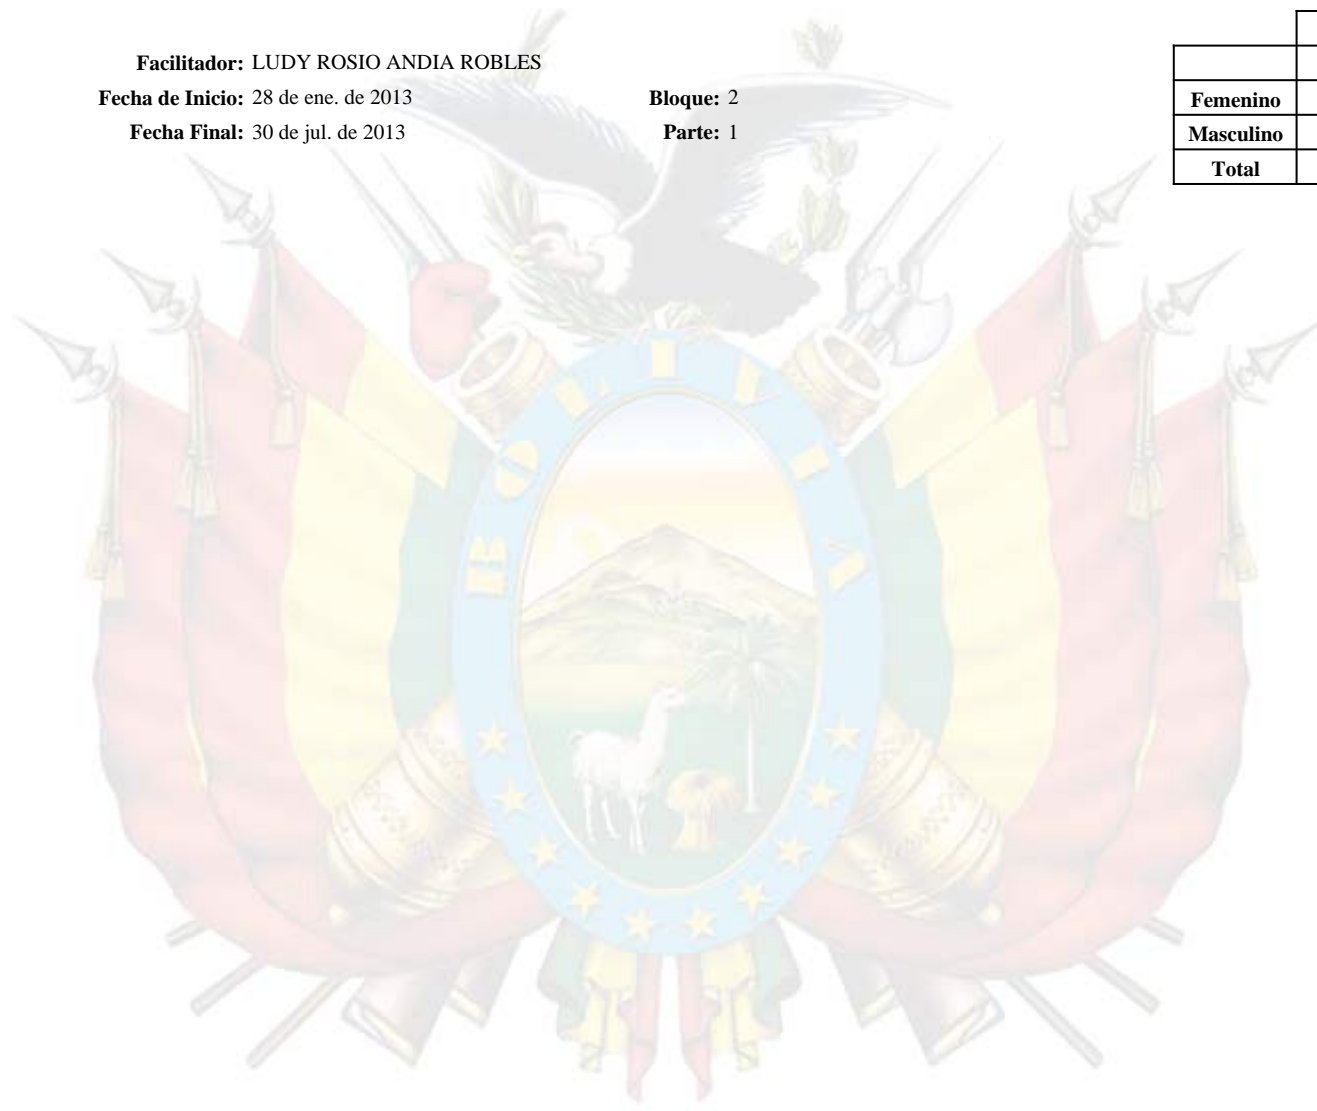 Facilitador: LUDY ROSIO ANDIA ROBLES
Fecha de Inicio: 28 de ene. de 2013 Bloque: 2
Fecha Final: 30 de jul. de 2013 Parte: 1
Femenino
Masculino
Total
BOLIVIA